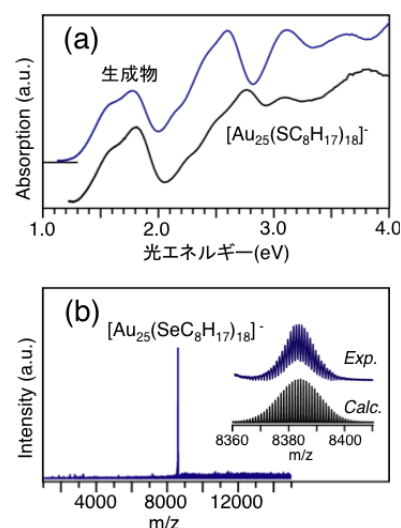 (a)
生成物
[Au25(SC8H17)18]-
Absorption (a.u.)
1.0 2.0 3.0 4.0
光エネルギー(eV)
(b)
[Au25(SeC8H17)18]-
Exp.
Calc.
8360 8380 8400
m/z
Intensity (a.u.)
4000 8000 12000
m/z